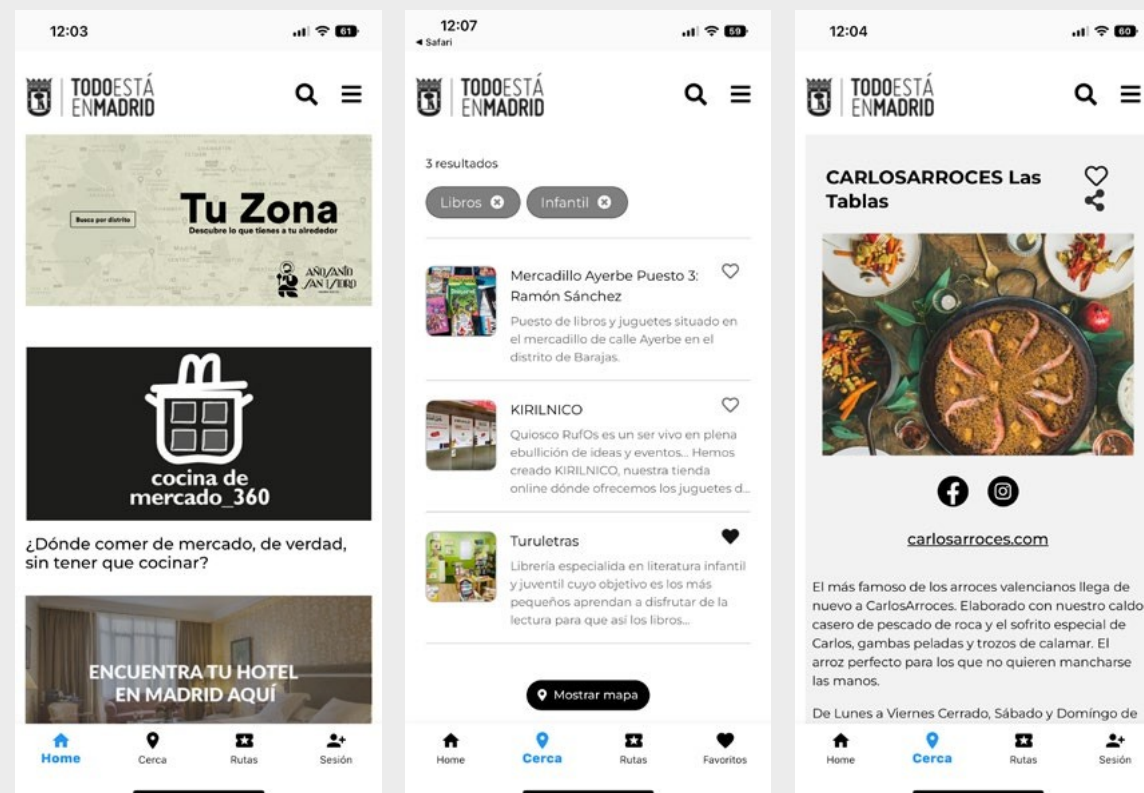 12:03
61
TODOESTÁ
ENMADRID
Busca por distrito
Tu Zona
Descubre lo que tienes a tu alrededor
AÑO/ANTO
/AN I/IDRO
cocina de
mercado_360
¿Dónde comer de mercado, de verdad,
sin tener que cocinar?
ENCUENTRA TU HOTEL
EN MADRID AQUÍ
Home
Cerca
Rutas
Sesión
12:07
Safari
59
TODOESTÁ
ENMADRID
3 resultados
Libros
Infantil
Mercadillo Ayerbe Puesto 3:
Ramón Sánchez
Puesto de libros y juguetes situado en
el mercadillo de calle Ayerbe en el
distrito de Barajas.
KIRILNICO
Quiosco RufOs es un ser vivo en plena
ebullición de ideas y eventos... Hemos
creado KIRILNICO, nuestra tienda
online dónde ofrecemos los juguetes d...
Turuletras
Librería especialida en literatura infantil
y juventil cuyo objetivo es los más
pequeños aprendan a disfrutar de la
lectura para que así los libros...
Mostrar mapa
Home
Cerca
Rutas
Favoritos
12:04
60
TODOESTÁ
ENMADRID
CARLOSARROCES Las
Tablas
carlosarroces.com
El más famoso de los arroces valencianos llega de
nuevo a CarlosArroces. Elaborado con nuestro caldo
casero de pescado de roca y el sofrito especial de
Carlos, gambas peladas y trozos de calamar. El
arroz perfecto para los que no quieren mancharse
las manos.
De Lunes a Viernes Cerrado, Sábado y Domíngo de
Home
Cerca
Rutas
Sesión